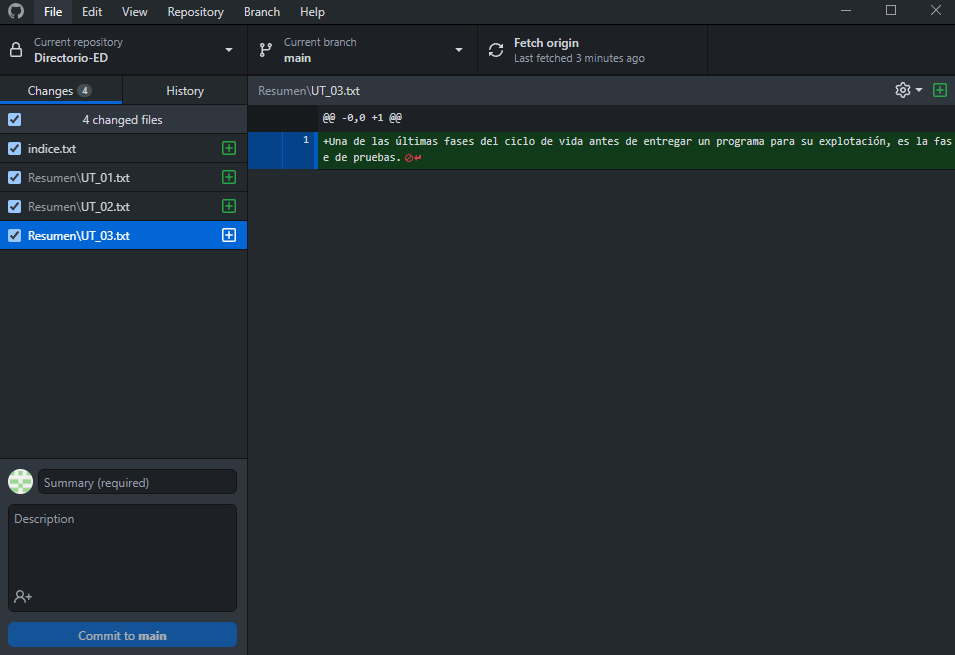 File Edit View Repository Branch Help
Current repository
Directorio-ED
Current branch
main
Fetch origin
Last fetched 3 minutes ago
Changes 4 History
Resumen\UT_03.txt
4 changed files
indice.txt
Resumen\UT_01.txt
Resumen\UT_02.txt
Resumen\UT_03.txt
@@ -0,0 +1 @@
1 +Una de las últimas fases del ciclo de vida antes de entregar un programa para su explotación, es la fas
e de pruebas.
Summary (required)
Description
Commit to main